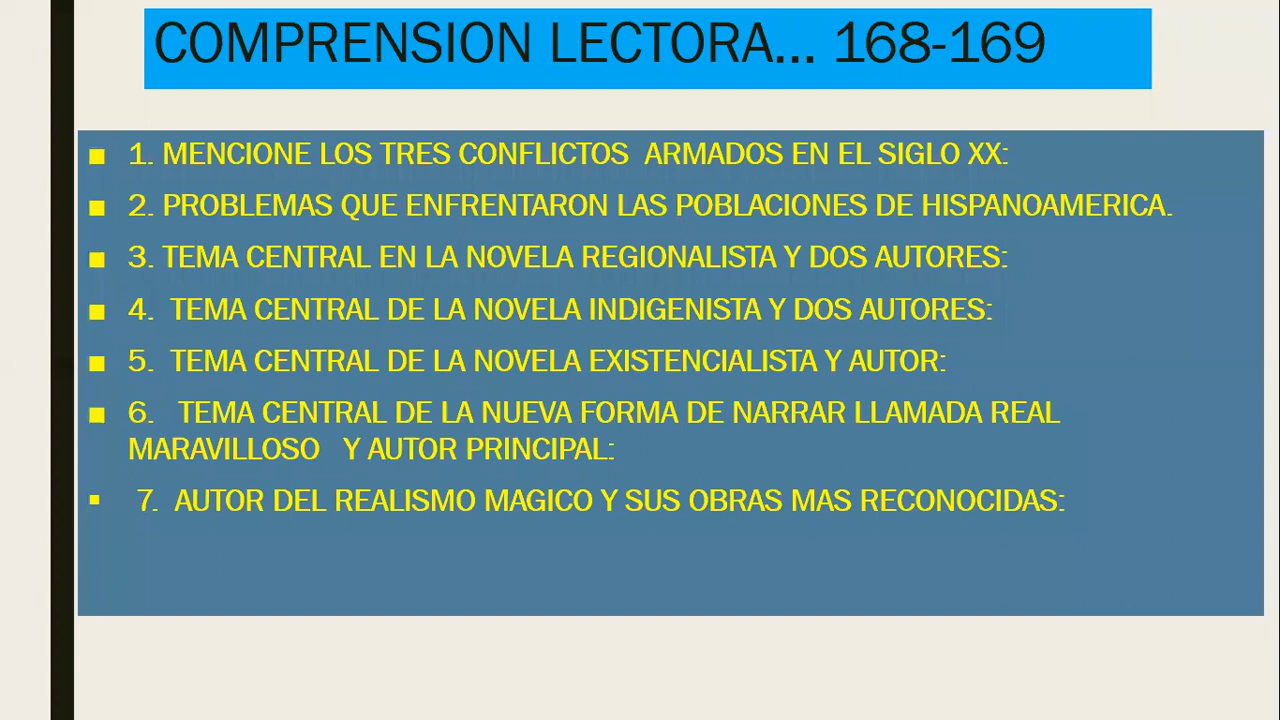 COMPRENSION LECTORA... 168-169
1. MENCIONE LOS TRES CONFLICTOS ARMADOS EN EL SIGLO XX:
2. PROBLEMAS QUE ENFRENTARON LAS POBLACIONES DE HISPANOAMERICA.
3. TEMA CENTRAL EN LA NOVELA REGIONALISTA Y DOS AUTORES:
4. TEMA CENTRAL DE LA NOVELA INDIGENISTA Y DOS AUTORES:
5. TEMA CENTRAL DE LA NOVELA EXISTENCIALISTA Y AUTOR:
6. TEMA CENTRAL DE LA NUEVA FORMA DE NARRAR LLAMADA REAL
MARAVILLOSO Y AUTOR PRINCIPAL:
7. AUTOR DEL REALISMO MAGICO Y SUS OBRAS MAS RECONOCIDAS: